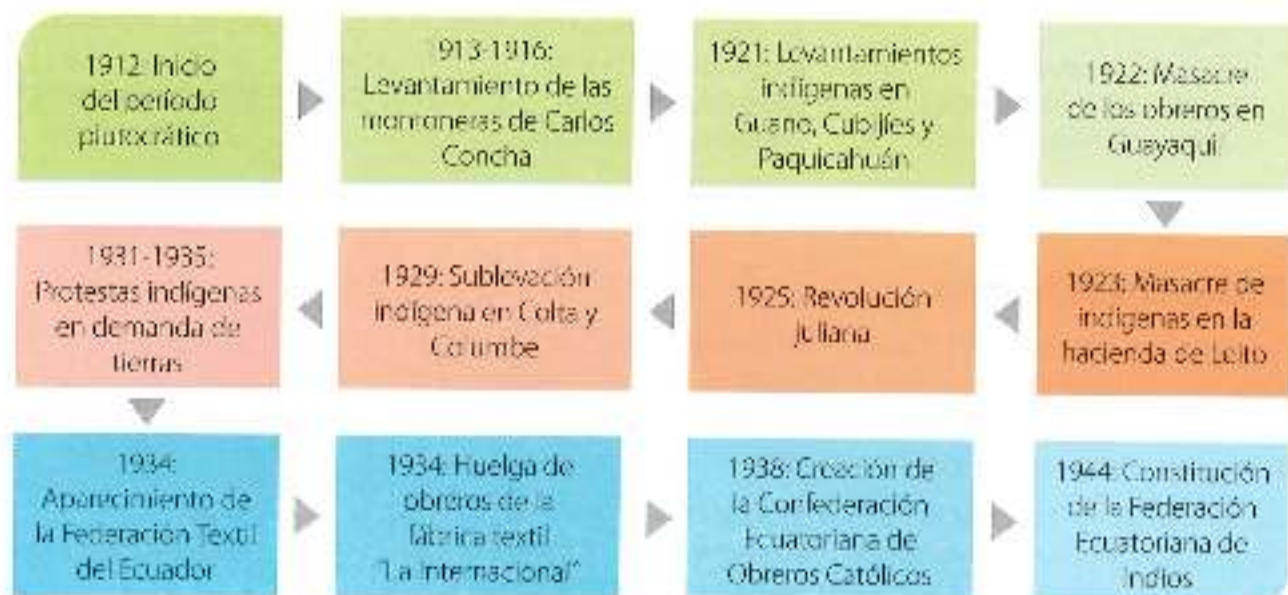 1912: Inicio
del período
plutocrático
1913-1916:
Levantamiento de las
montoneras de Carlos
Concha
1921: Levantamientos
indígenas en
Guano, Cubijíes y
Paquicahuán
1922: Masacre
de los obreros en
Guayaquil
1923: Masacre de
indígenas en la
hacienda de Leito
1925: Revolución
Juliana
1929: Sublevación
indígena en Colta y
Columbe
1931-1935:
Protestas indígenas
en demanda de
tierras
1934:
Aparecimiento de
la Federación Textil
del Ecuador
1934: Huelga de
obreros de la
fábrica textil
"La Internacional"
1938: Creación de
la Confederación
Ecuatoriana de
Obreros Católicos
1944: Constitución
de la Federación
Ecuatoriana de
Indios